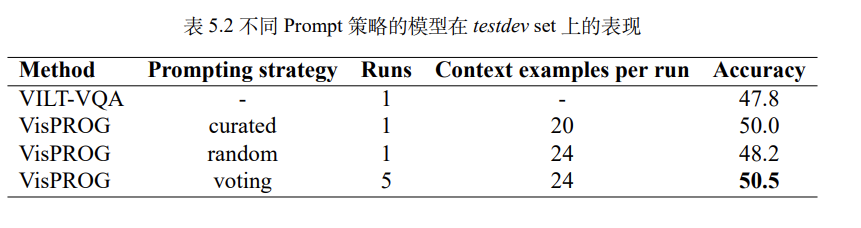 表 5.2 不同 Prompt 策略的模型在 testdev set 上的表现
Method Prompting strategy Runs Context examples per run Accuracy
VILT-VQA - 1 - 47.8
VisPROG curated 1 20 50.0
VisPROG random 1 24 48.2
VisPROG voting 5 24 50.5